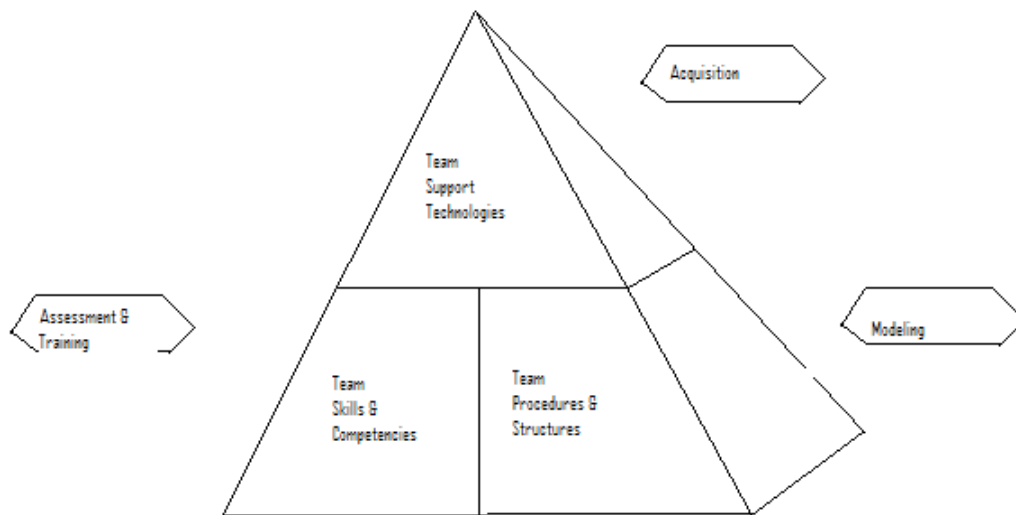 Acquisition
Team
Support
Technologies
Assessment &
Training
Modeling
Team
Skills &
Competencies
Team
Procedures &
Structures